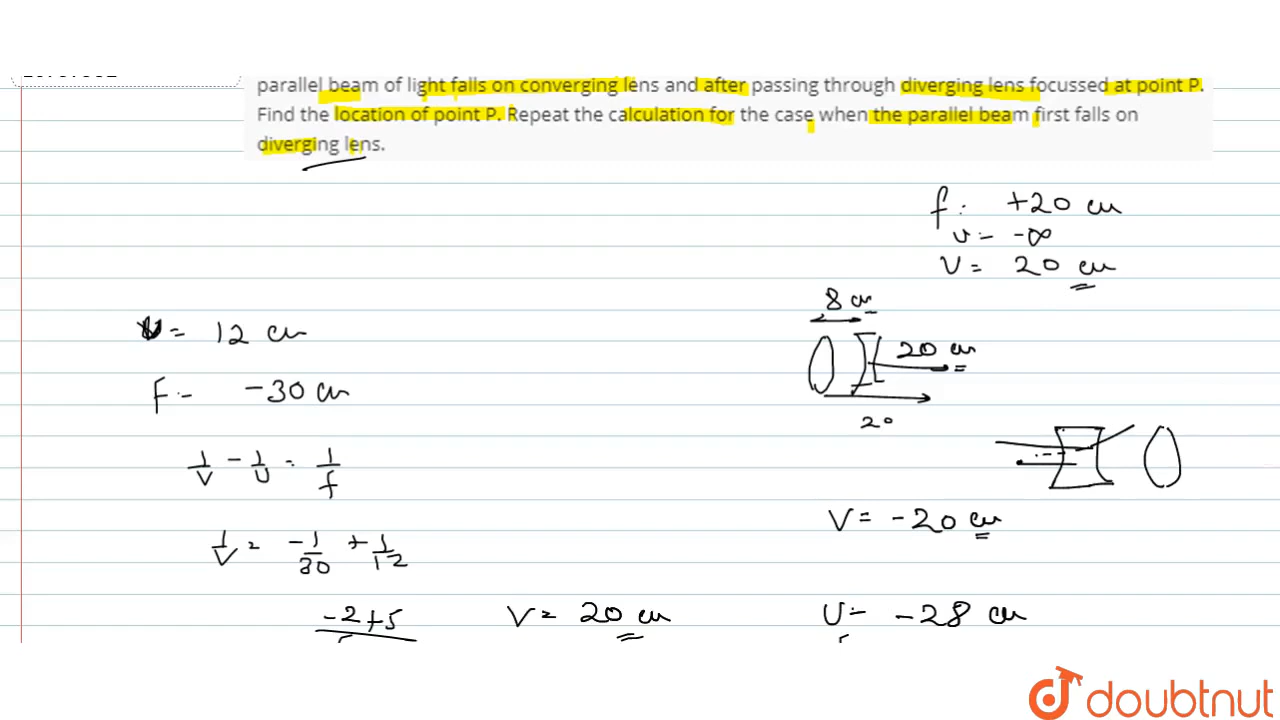 parallel beam of light falls on converging lens and after passing through diverging lens focussed at point P.
Find the location of point P. Repeat the calculation for the case when the parallel beam first falls on
diverging lens.
f: +20 cm
u = -∞
V = 20 cm
8 cm
20 cm
20
U = 12 cm
F = -30 cm
1/V - 1/U = 1/f
1/V = -1/30 + 1/12
-2+5
V = 20 cm
V = -20 cm
U = -28 cm
doubtnut